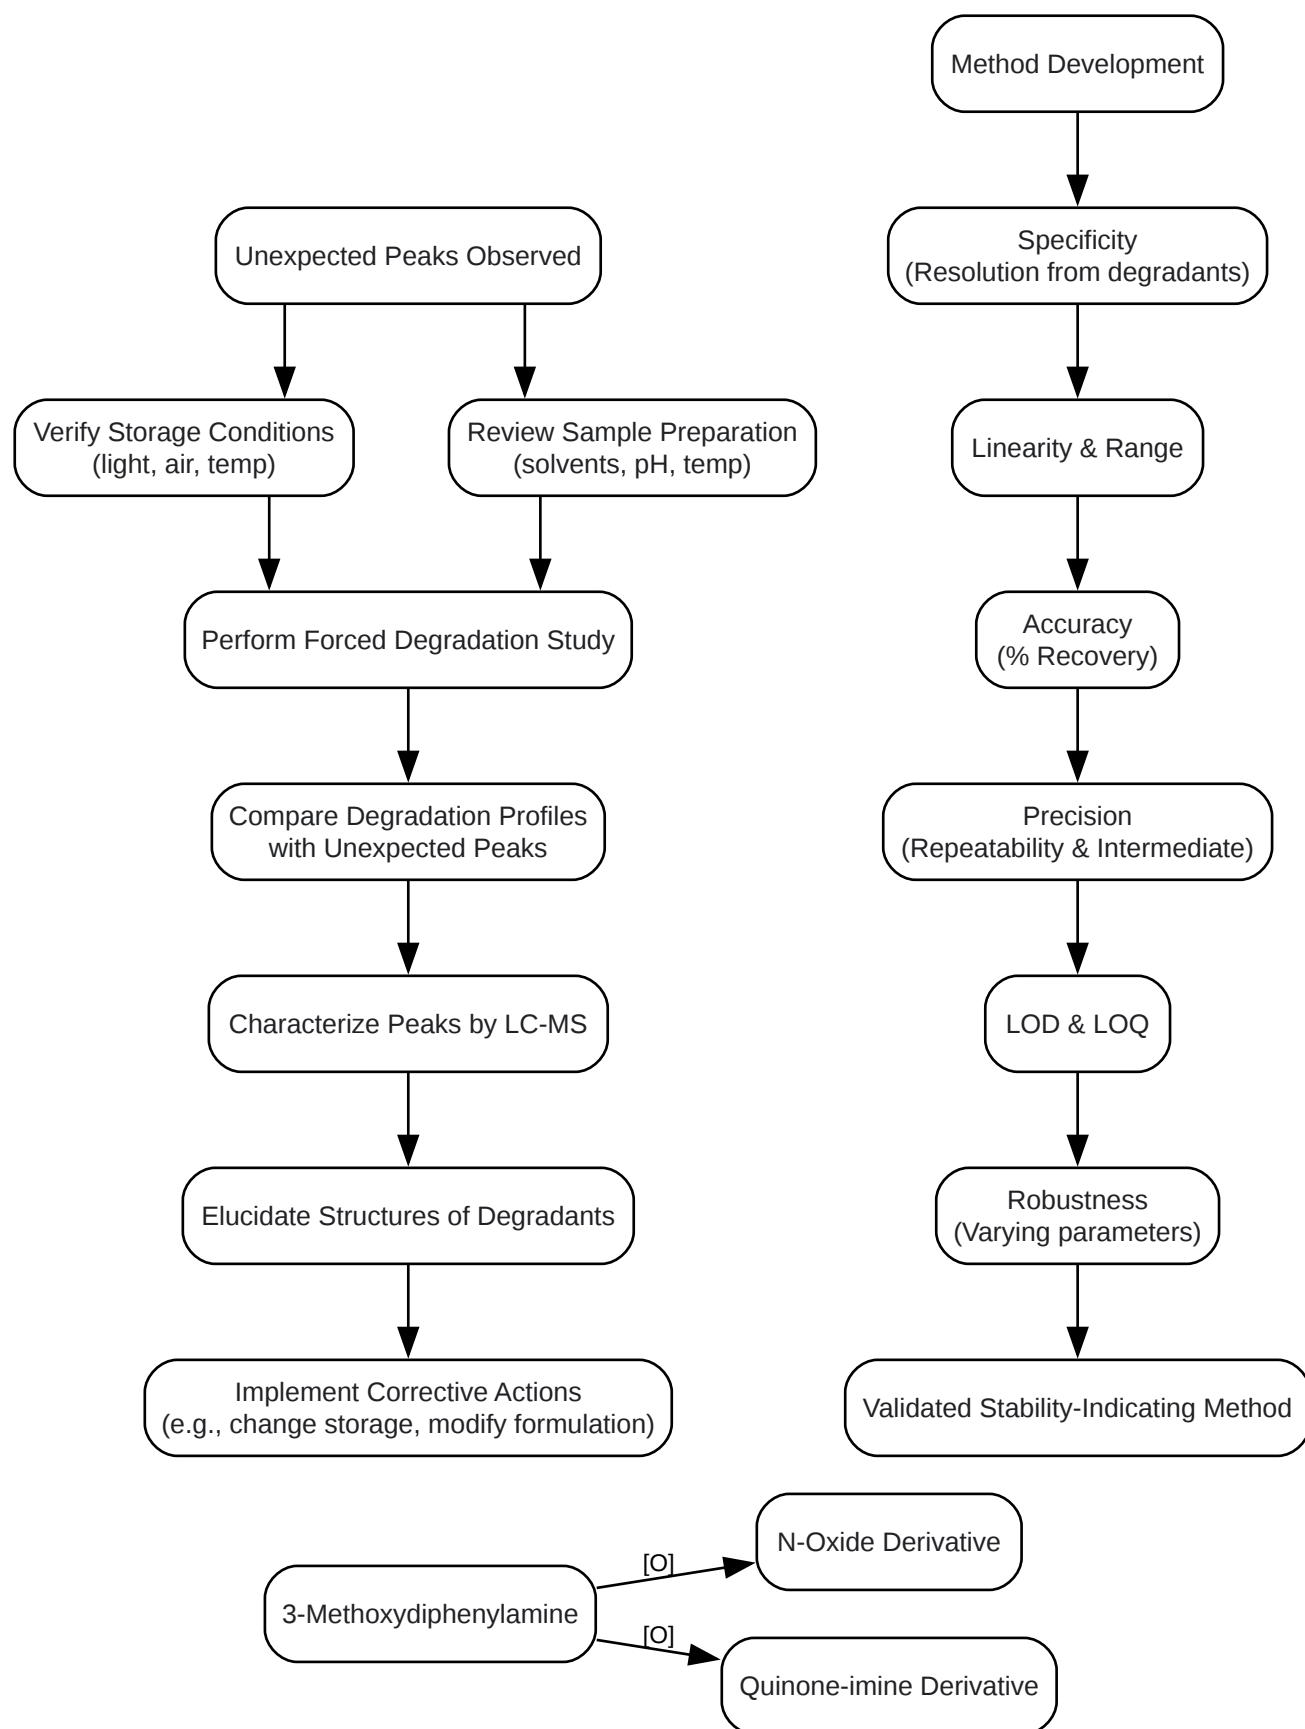 Method Development
Specificity
(Resolution from degradants)
Linearity & Range
Accuracy
(% Recovery)
Precision
(Repeatability & Intermediate)
LOD & LOQ
Robustness
(Varying parameters)
Validated Stability-Indicating Method
Unexpected Peaks Observed
Verify Storage Conditions
(light, air, temp)
Review Sample Preparation
(solvents, pH, temp)
Perform Forced Degradation Study
Compare Degradation Profiles
with Unexpected Peaks
Characterize Peaks by LC-MS
Elucidate Structures of Degradants
Implement Corrective Actions
(e.g., change storage, modify formulation)
3-Methoxydiphenylamine
[O]
N-Oxide Derivative
[O]
Quinone-imine Derivative